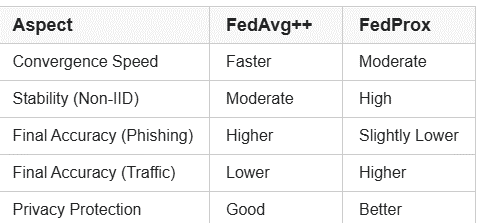 Aspect FedAvg++ FedProx
Convergence Speed Faster Moderate
Stability (Non-IID) Moderate High
Final Accuracy (Phishing) Higher Slightly Lower
Final Accuracy (Traffic) Lower Higher
Privacy Protection Good Better